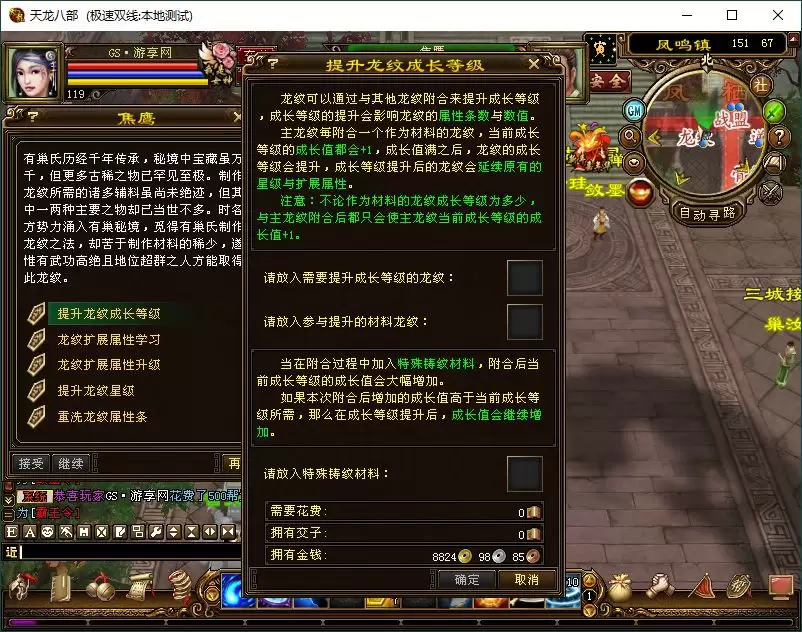 天龙八部 (极速双线:本地测试)
GS·游享网
119
凤鸣镇 151 67
北
安全
GM
社
自动寻路
三城接
焦鹰
有巢氏历经千年传承，秘境中宝藏虽万
千，但更多古稀之物已罕见至极。制作
龙纹所需的诸多辅料虽尚未绝迹，但其
中一两种主要之物却已当世不多。时名
方势力涌入有巢秘境，觅得有巢氏制作
龙纹之法，却苦于制作材料的稀少，遂
惟有武功高绝且地位超群之人方能取得
此龙纹。
提升龙纹成长等级
龙纹扩展属性学习
龙纹扩展属性升级
提升龙纹星级
重洗龙纹属性条
接受 继续
再
提升龙纹成长等级
龙纹可以通过与其他龙纹附合来提升成长等级
，成长等级的提升会影响龙纹的属性条数与数值。
主龙纹每附合一个作为材料的龙纹，当前成长
等级的成长值都会+1，成长值满之后，龙纹的成长
等级会提升，成长等级提升后的龙纹会延续原有的
星级与扩展属性。
注意：不论作为材料的龙纹成长等级为多少，
与主龙纹附合后都只会使主龙纹当前成长等级的成
长值+1。
请放入需要提升成长等级的龙纹：
请放入参与提升的材料龙纹：
当在附合过程中加入特殊铸纹材料，附合后当
前成长等级的成长值会大幅增加。
如果本次附合后增加的成长值高于当前成长等
级所需，那么在成长等级提升后，成长值会继续增
加。
请放入特殊铸纹材料：
需要花费： 0
拥有交子： 0
拥有金钱： 8824 98 85
确定 取消
系统 恭喜玩家GS·游享网花费了500帮
为[霸王令]
近
10
1